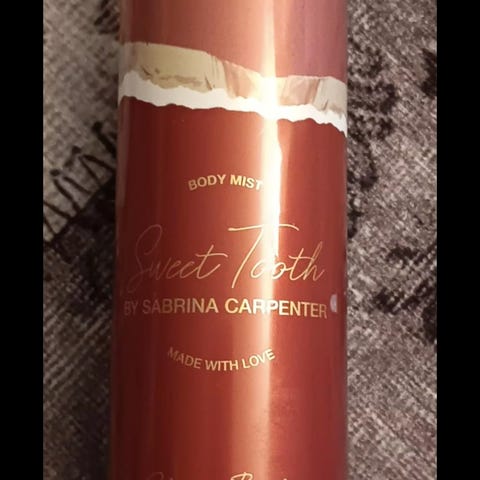 BODY MIST
Sweet Tooth
BY SABRINA CARPENTER
MADE WITH LOVE